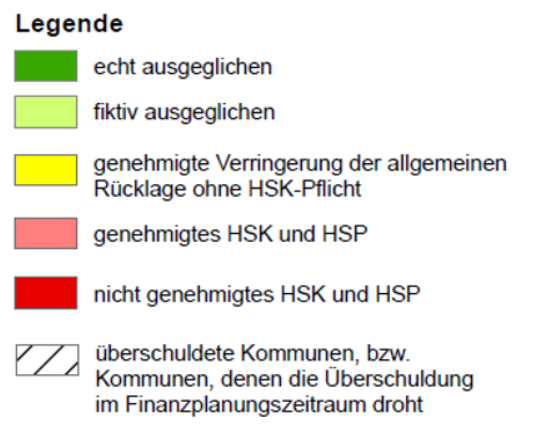 Legende
echt ausgeglichen
fiktiv ausgeglichen
genehmigte Verringerung der allgemeinen
Rücklage ohne HSK-Pflicht
genehmigtes HSK und HSP
nicht genehmigtes HSK und HSP
überschuldete Kommunen, bzw.
Kommunen, denen die Überschuldung
im Finanzplanungszeitraum droht